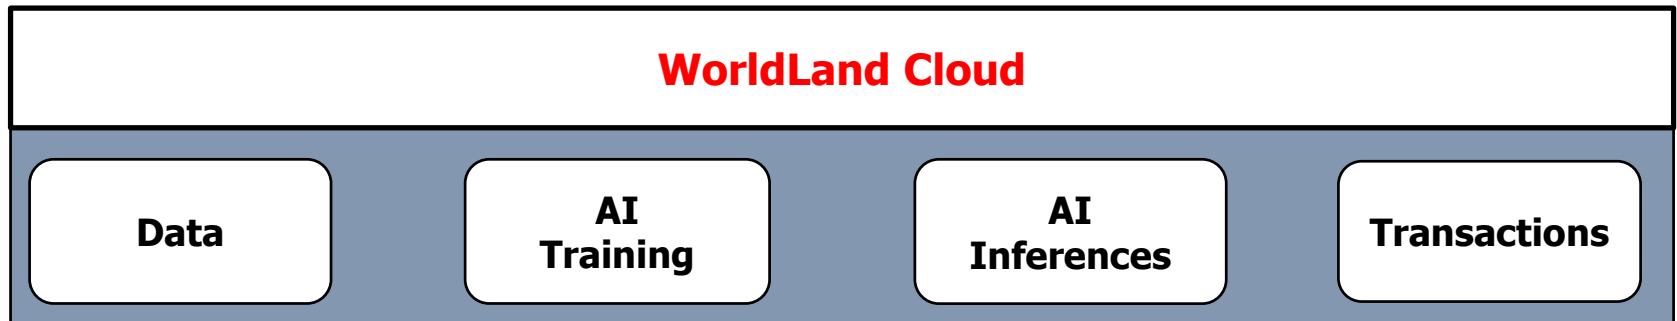 WorldLand Cloud
Data
AI
Training
AI
Inferences
Transactions